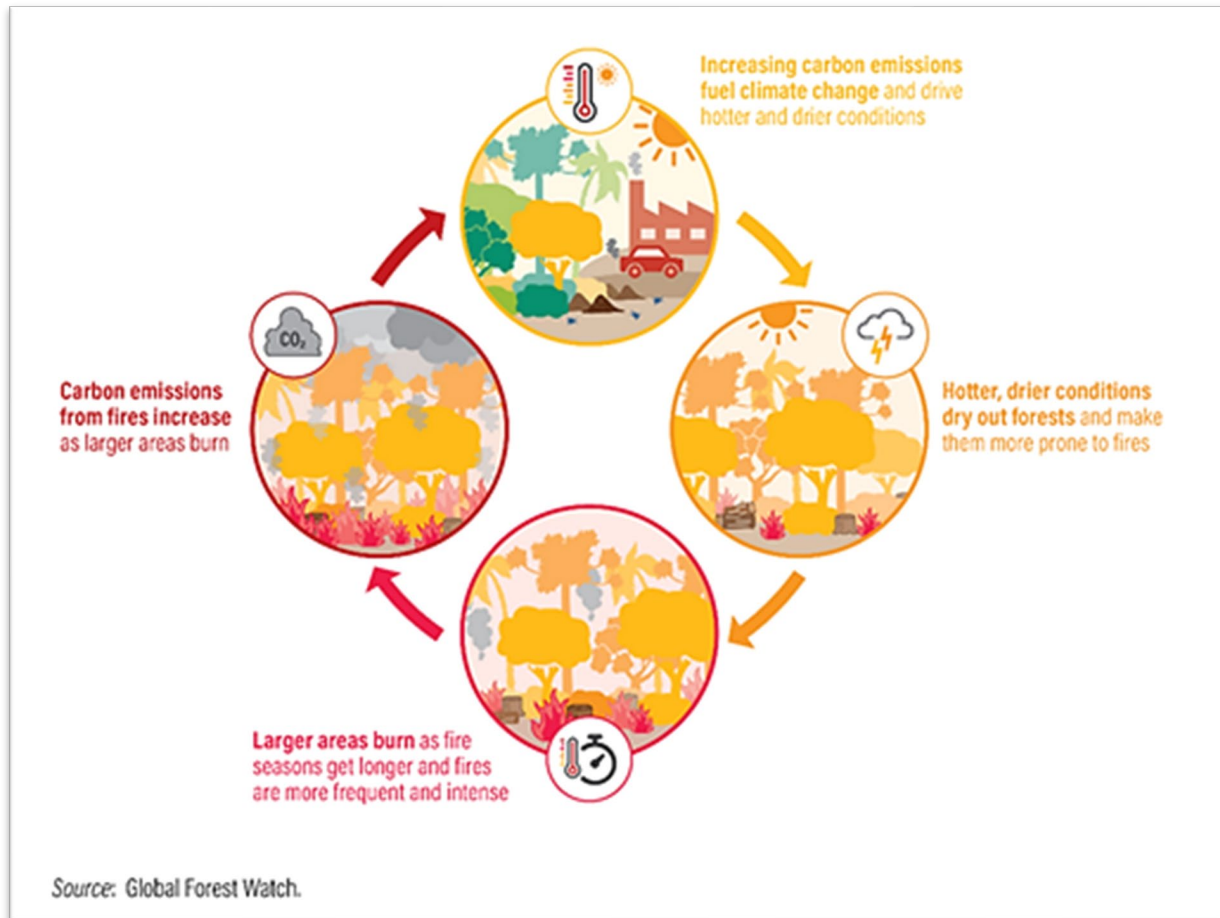 Increasing carbon emissions
fuel climate change and drive
hotter and drier conditions
Hotter, drier conditions
dry out forests and make
them more prone to fires
Larger areas burn as fire
seasons get longer and fires
are more frequent and intense
Carbon emissions
from fires increase
as larger areas burn
CO₂
Source: Global Forest Watch.